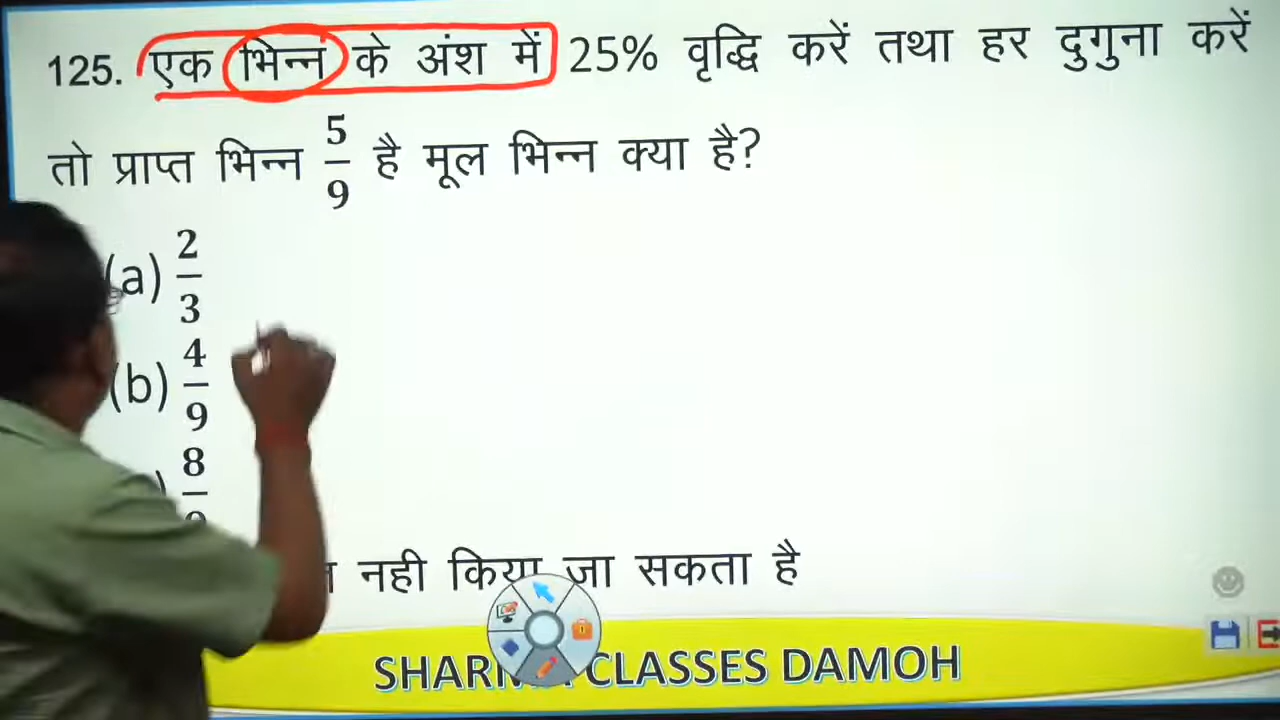 125. एक भिन्न के अंश में 25% वृद्धि करें तथा हर दुगुना करें
तो प्राप्त भिन्न 5/9 है मूल भिन्न क्या है?
(a) 2/3
(b) 4/9
8
नही किया जा सकता है
CLASSES DAMOH